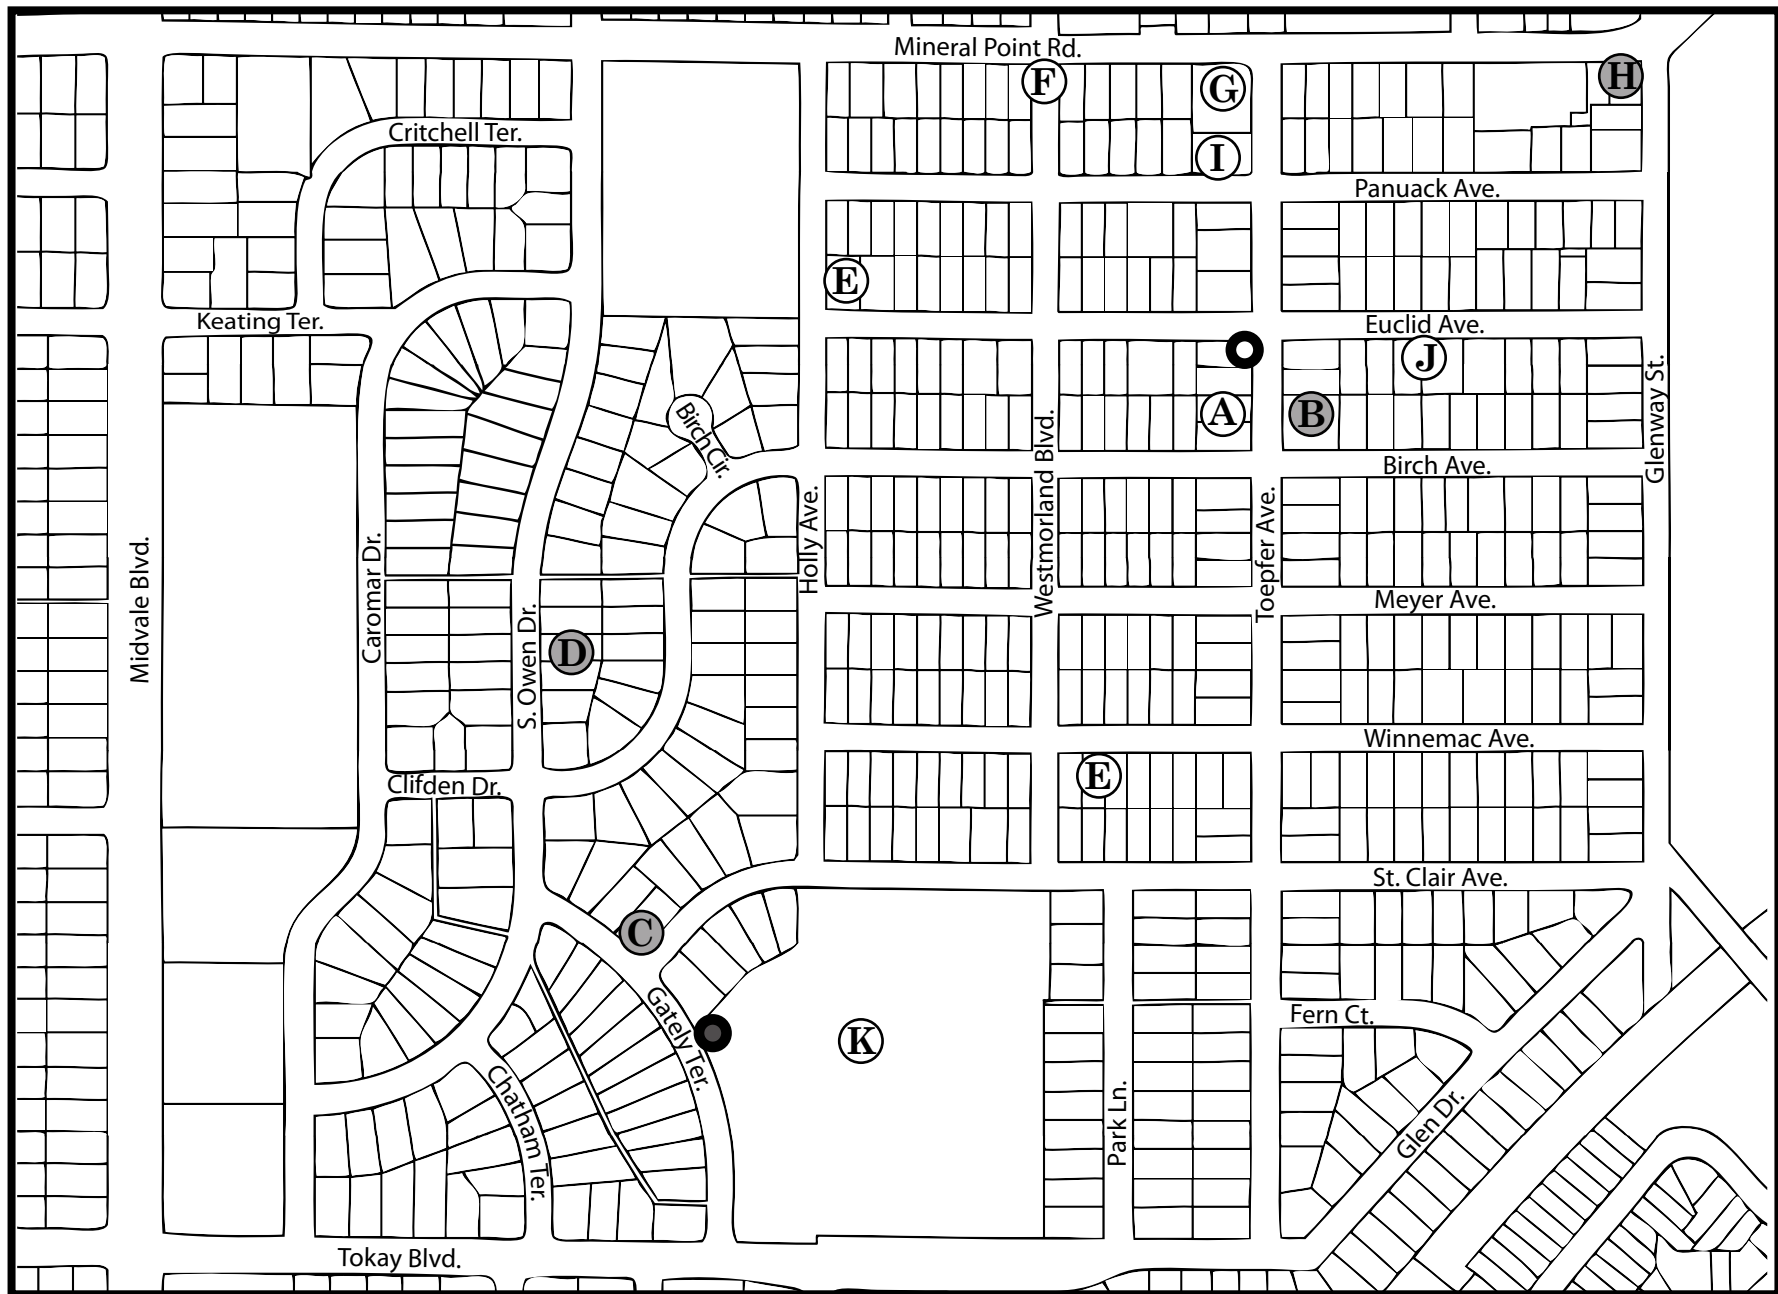 Mineral Point Rd.
F
G
H
Critchell Ter.
I
Panuack Ave.
E
Keating Ter.
Euclid Ave.
J
Birch Cir.
A
B
Westmorland Blvd.
Glenway St.
Birch Ave.
Holly Ave.
Toepfer Ave.
Midvale Blvd.
Caromar Dr.
S. Owen Dr.
D
Meyer Ave.
Winnemac Ave.
Clifden Dr.
E
St. Clair Ave.
C
Gately Ter.
K
Fern Ct.
Chatham Ter.
Park Ln.
Glen Dr.
Tokay Blvd.